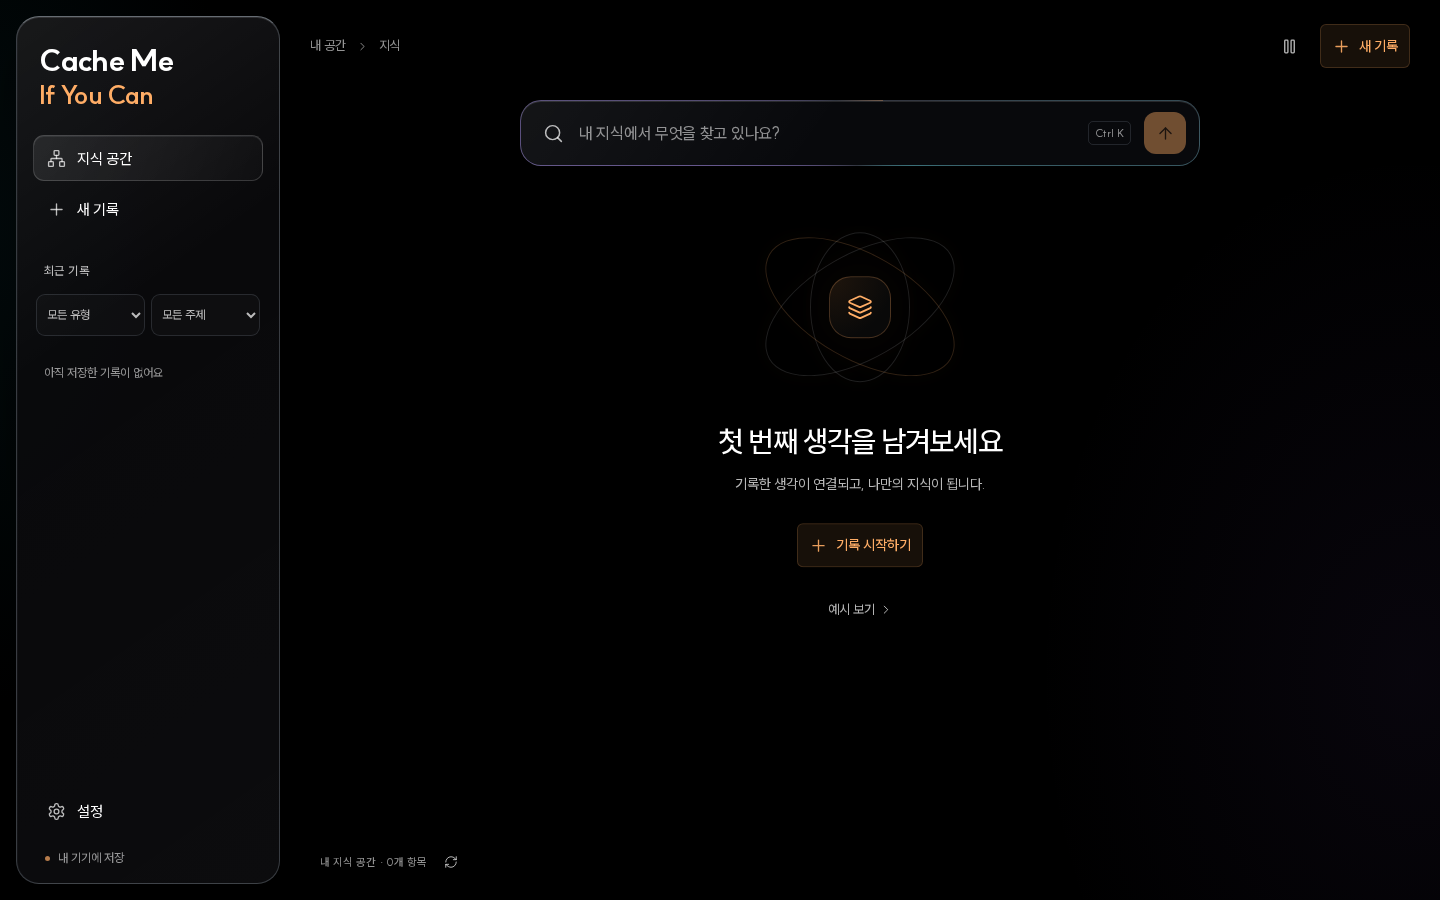 Cache Me
If You Can
지식 공간
새 기록
최근 기록
모든 유형
모든 주제
아직 저장한 기록이 없어요
설정
내 기기에 저장
내 공간
지식
새 기록
내 지식에서 무엇을 찾고 있나요?
Ctrl K
첫 번째 생각을 남겨보세요
기록한 생각이 연결되고, 나만의 지식이 됩니다.
기록 시작하기
예시 보기
내 지식 공간 · 0개 항목